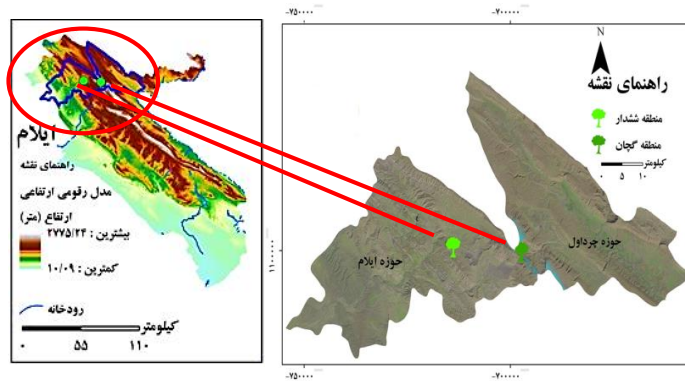 ایلام
راهنمای نقشه
مدل رقومی ارتفاعی
ارتفاع (متر)
بیشترین : ۲۷۷۵/۲۴
کمترین : ۱۰/۰۹
رودخانه
کیلومتر
۰ ۵۵ ۱۱۰
-۷۵۰۰۰۰ -۷۰۰۰۰۰
N
راهنمای نقشه
منطقه ششدار
منطقه گچان
کیلومتر
۰ ۵ ۱۰
حوزه چرداول
حوزه ایلام
۱۱۰۰۰۰۰
-۷۵۰۰۰۰ -۷۰۰۰۰۰